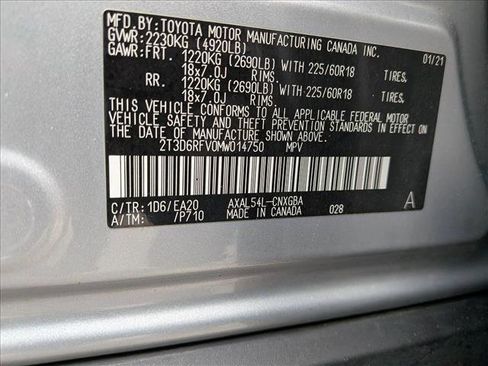 MFD.BY:TOYOTA MOTOR MANUFACTURING CANADA INC.
GVWR:2230KG (4920LB) 01/21
GAWR:FRT. 1220KG (2690LB) WITH 225/60R18 TIRES,
18x7.0J RIMS.
RR. 1220KG (2690LB) WITH 225/60R18 TIRES,
18x7.0J RIMS.
THIS VEHICLE CONFORMS TO ALL APPLICABLE FEDERAL MOTOR
VEHICLE SAFETY AND THEFT PREVENTION STANDARDS IN EFFECT
ON THE DATE OF MANUFACTURE SHOWN ABOVE.
2T3D6RFV0MW014750 MPV
C/TR:1D6/EA20 AXAL54L-CNXGBA A
A/TM: /P710 MADE IN CANADA 028